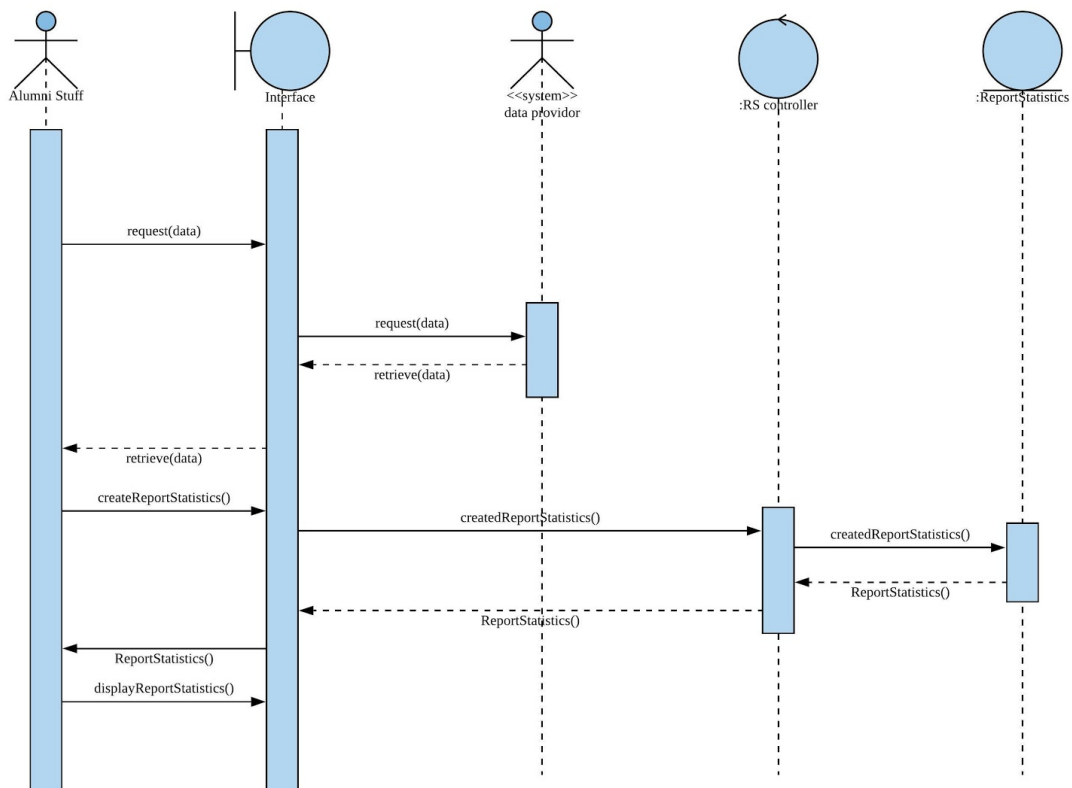 Alumni Stuff
Interface
<<system>>
data providor
:RS controller
:ReportStatistics
request(data)
request(data)
retrieve(data)
retrieve(data)
createReportStatistics()
createdReportStatistics()
createdReportStatistics()
ReportStatistics()
ReportStatistics()
ReportStatistics()
displayReportStatistics()